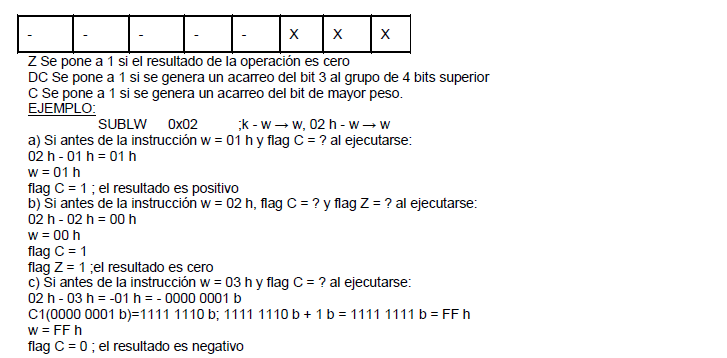 - - - - - X X X
Z Se pone a 1 si el resultado de la operación es cero
DC Se pone a 1 si se genera un acarreo del bit 3 al grupo de 4 bits superior
C Se pone a 1 si se genera un acarreo del bit de mayor peso.
EJEMPLO:
SUBLW 0x02 ;k - w → w, 02 h - w → w
a) Si antes de la instrucción w = 01 h y flag C = ? al ejecutarse:
02 h - 01 h = 01 h
w = 01 h
flag C = 1 ; el resultado es positivo
b) Si antes de la instrucción w = 02 h, flag C = ? y flag Z = ? al ejecutarse:
02 h - 02 h = 00 h
w = 00 h
flag C = 1
flag Z = 1 ;el resultado es cero
c) Si antes de la instrucción w = 03 h y flag C = ? al ejecutarse:
02 h - 03 h = -01 h = - 0000 0001 b
C1(0000 0001 b)=1111 1110 b; 1111 1110 b + 1 b = 1111 1111 b = FF h
w = FF h
flag C = 0 ; el resultado es negativo